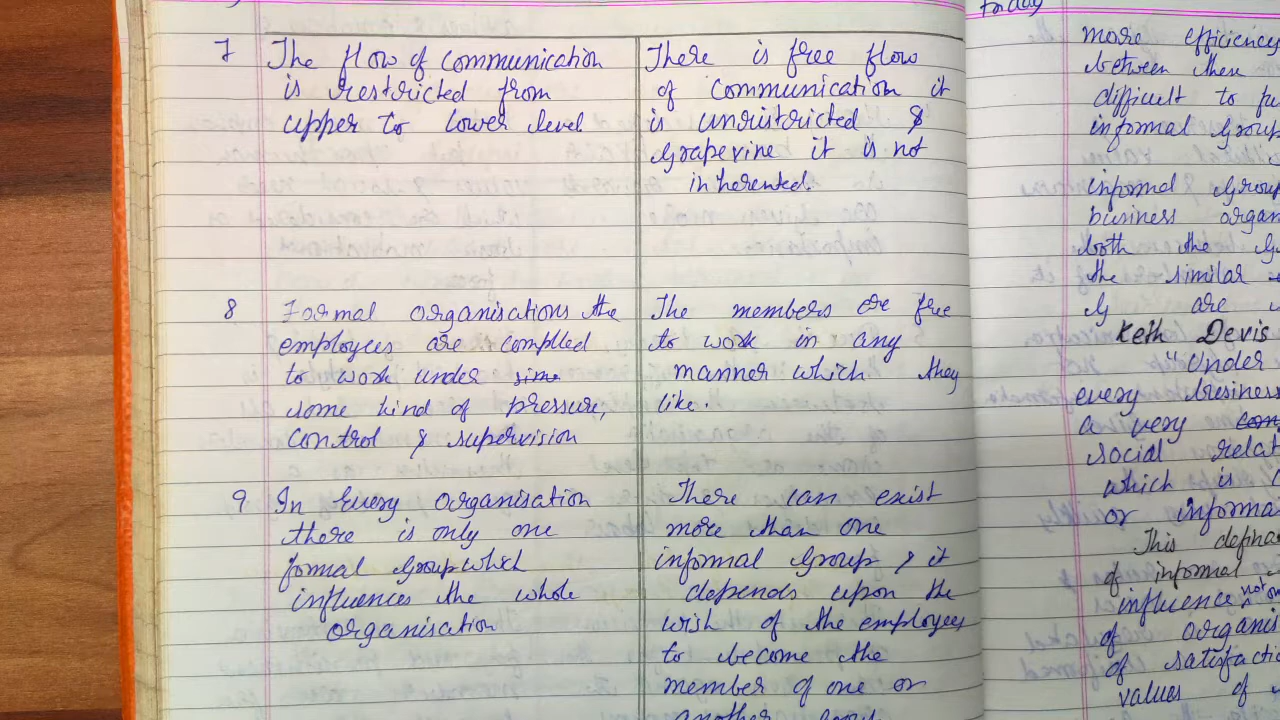 7 The flow of communication
is restricted from
upper to lower level
There is free flow
of communication it
is unristricted &
Grapevine it is not
inherented.
8 Formal organisations the
employees are complled
to work under
some kind of pressure,
control & supervision
The members are free
to work in any
manner which they
like.
9 In Every organisation
there is only one
formal Group which
influences the whole
organisation
There can exist
more than one
informal Group & it
depends upon the
wish of the employees
to become the
member of one or
another
Friday
more efficiency
between them
difficult to
informal Group
informal Group
business
both the
the similar
are
Keth Devis
"Under
every business
a very
social
which is
or
This
of informal
influence not
of
of
values of